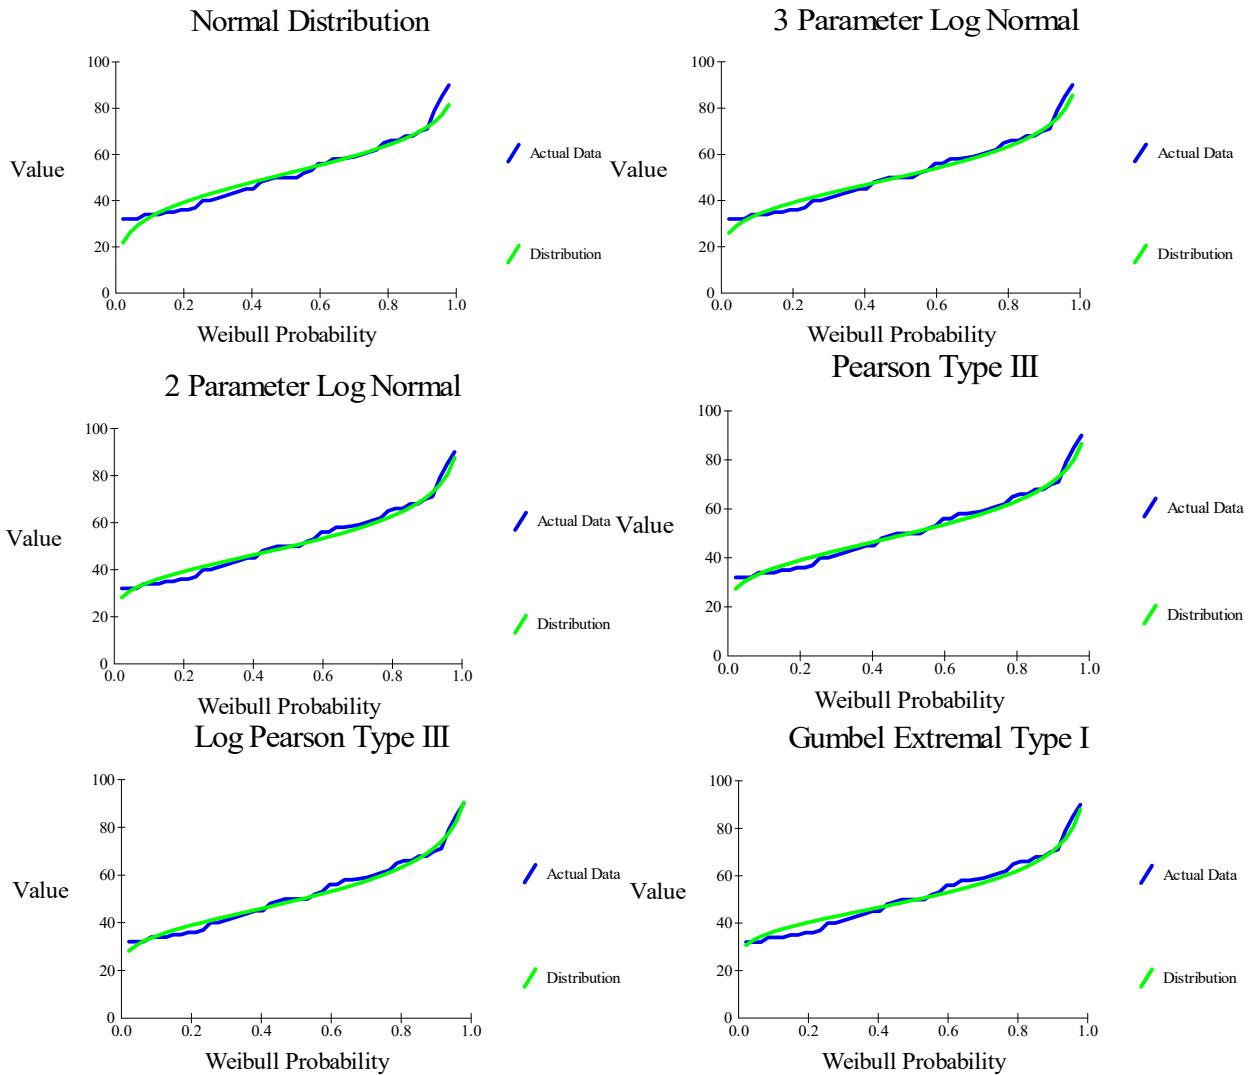 Normal Distribution
100
80
60
40
20
0
0.0 0.2 0.4 0.6 0.8 1.0
Value
Weibull Probability
Actual Data
Distribution
3 Parameter Log Normal
100
80
60
40
20
0
0.0 0.2 0.4 0.6 0.8 1.0
Value
Weibull Probability
Actual Data
Distribution
2 Parameter Log Normal
100
80
60
40
20
0
0.0 0.2 0.4 0.6 0.8 1.0
Value
Weibull Probability
Actual Data
Distribution
Pearson Type III
100
80
60
40
20
0
0.0 0.2 0.4 0.6 0.8 1.0
Value
Weibull Probability
Actual Data
Distribution
Log Pearson Type III
100
80
60
40
20
0
0.0 0.2 0.4 0.6 0.8 1.0
Value
Weibull Probability
Actual Data
Distribution
Gumbel Extremal Type I
100
80
60
40
20
0
0.0 0.2 0.4 0.6 0.8 1.0
Value
Weibull Probability
Actual Data
Distribution